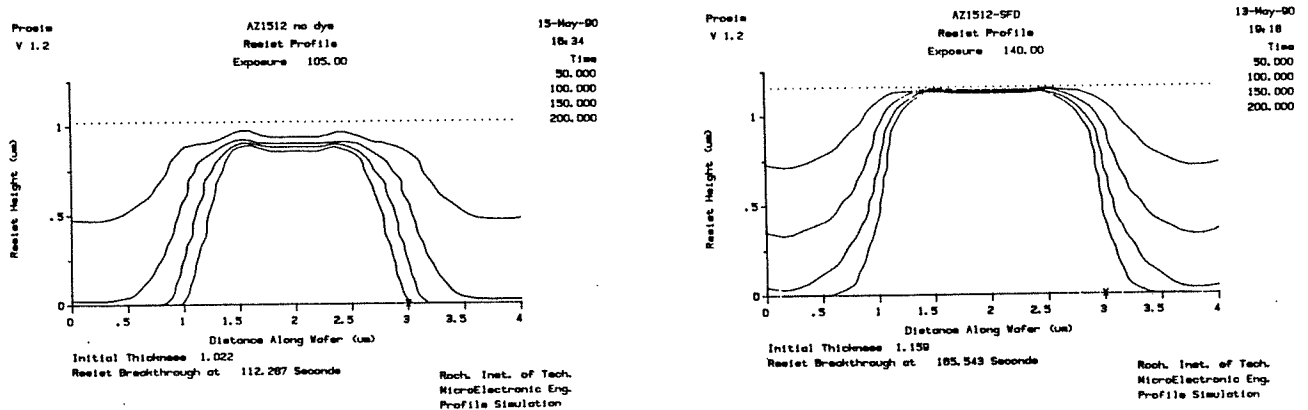 Prosim
V 1.2
AZ1512 no dye
Resist Profile
Exposure 105.00
15-May-90
16:34
Time
50.000
100.000
150.000
200.000
Resist Height (um)
1
.5
0
0 .5 1 1.5 2 2.5 3 3.5 4
x
Distance Along Wafer (um)
Initial Thickness 1.022
Resist Breakthrough at 112.287 Seconds
Roch. Inst. of Tech.
MicroElectronic Eng.
Profile Simulation
Prosim
V 1.2
AZ1512-SFD
Resist Profile
Exposure 140.00
13-May-90
19:18
Time
50.000
100.000
150.000
200.000
Resist Height (um)
1
.5
0
0 .5 1 1.5 2 2.5 3 3.5 4
x
Distance Along Wafer (um)
Initial Thickness 1.159
Resist Breakthrough at 165.543 Seconds
Roch. Inst. of Tech.
MicroElectronic Eng.
Profile Simulation